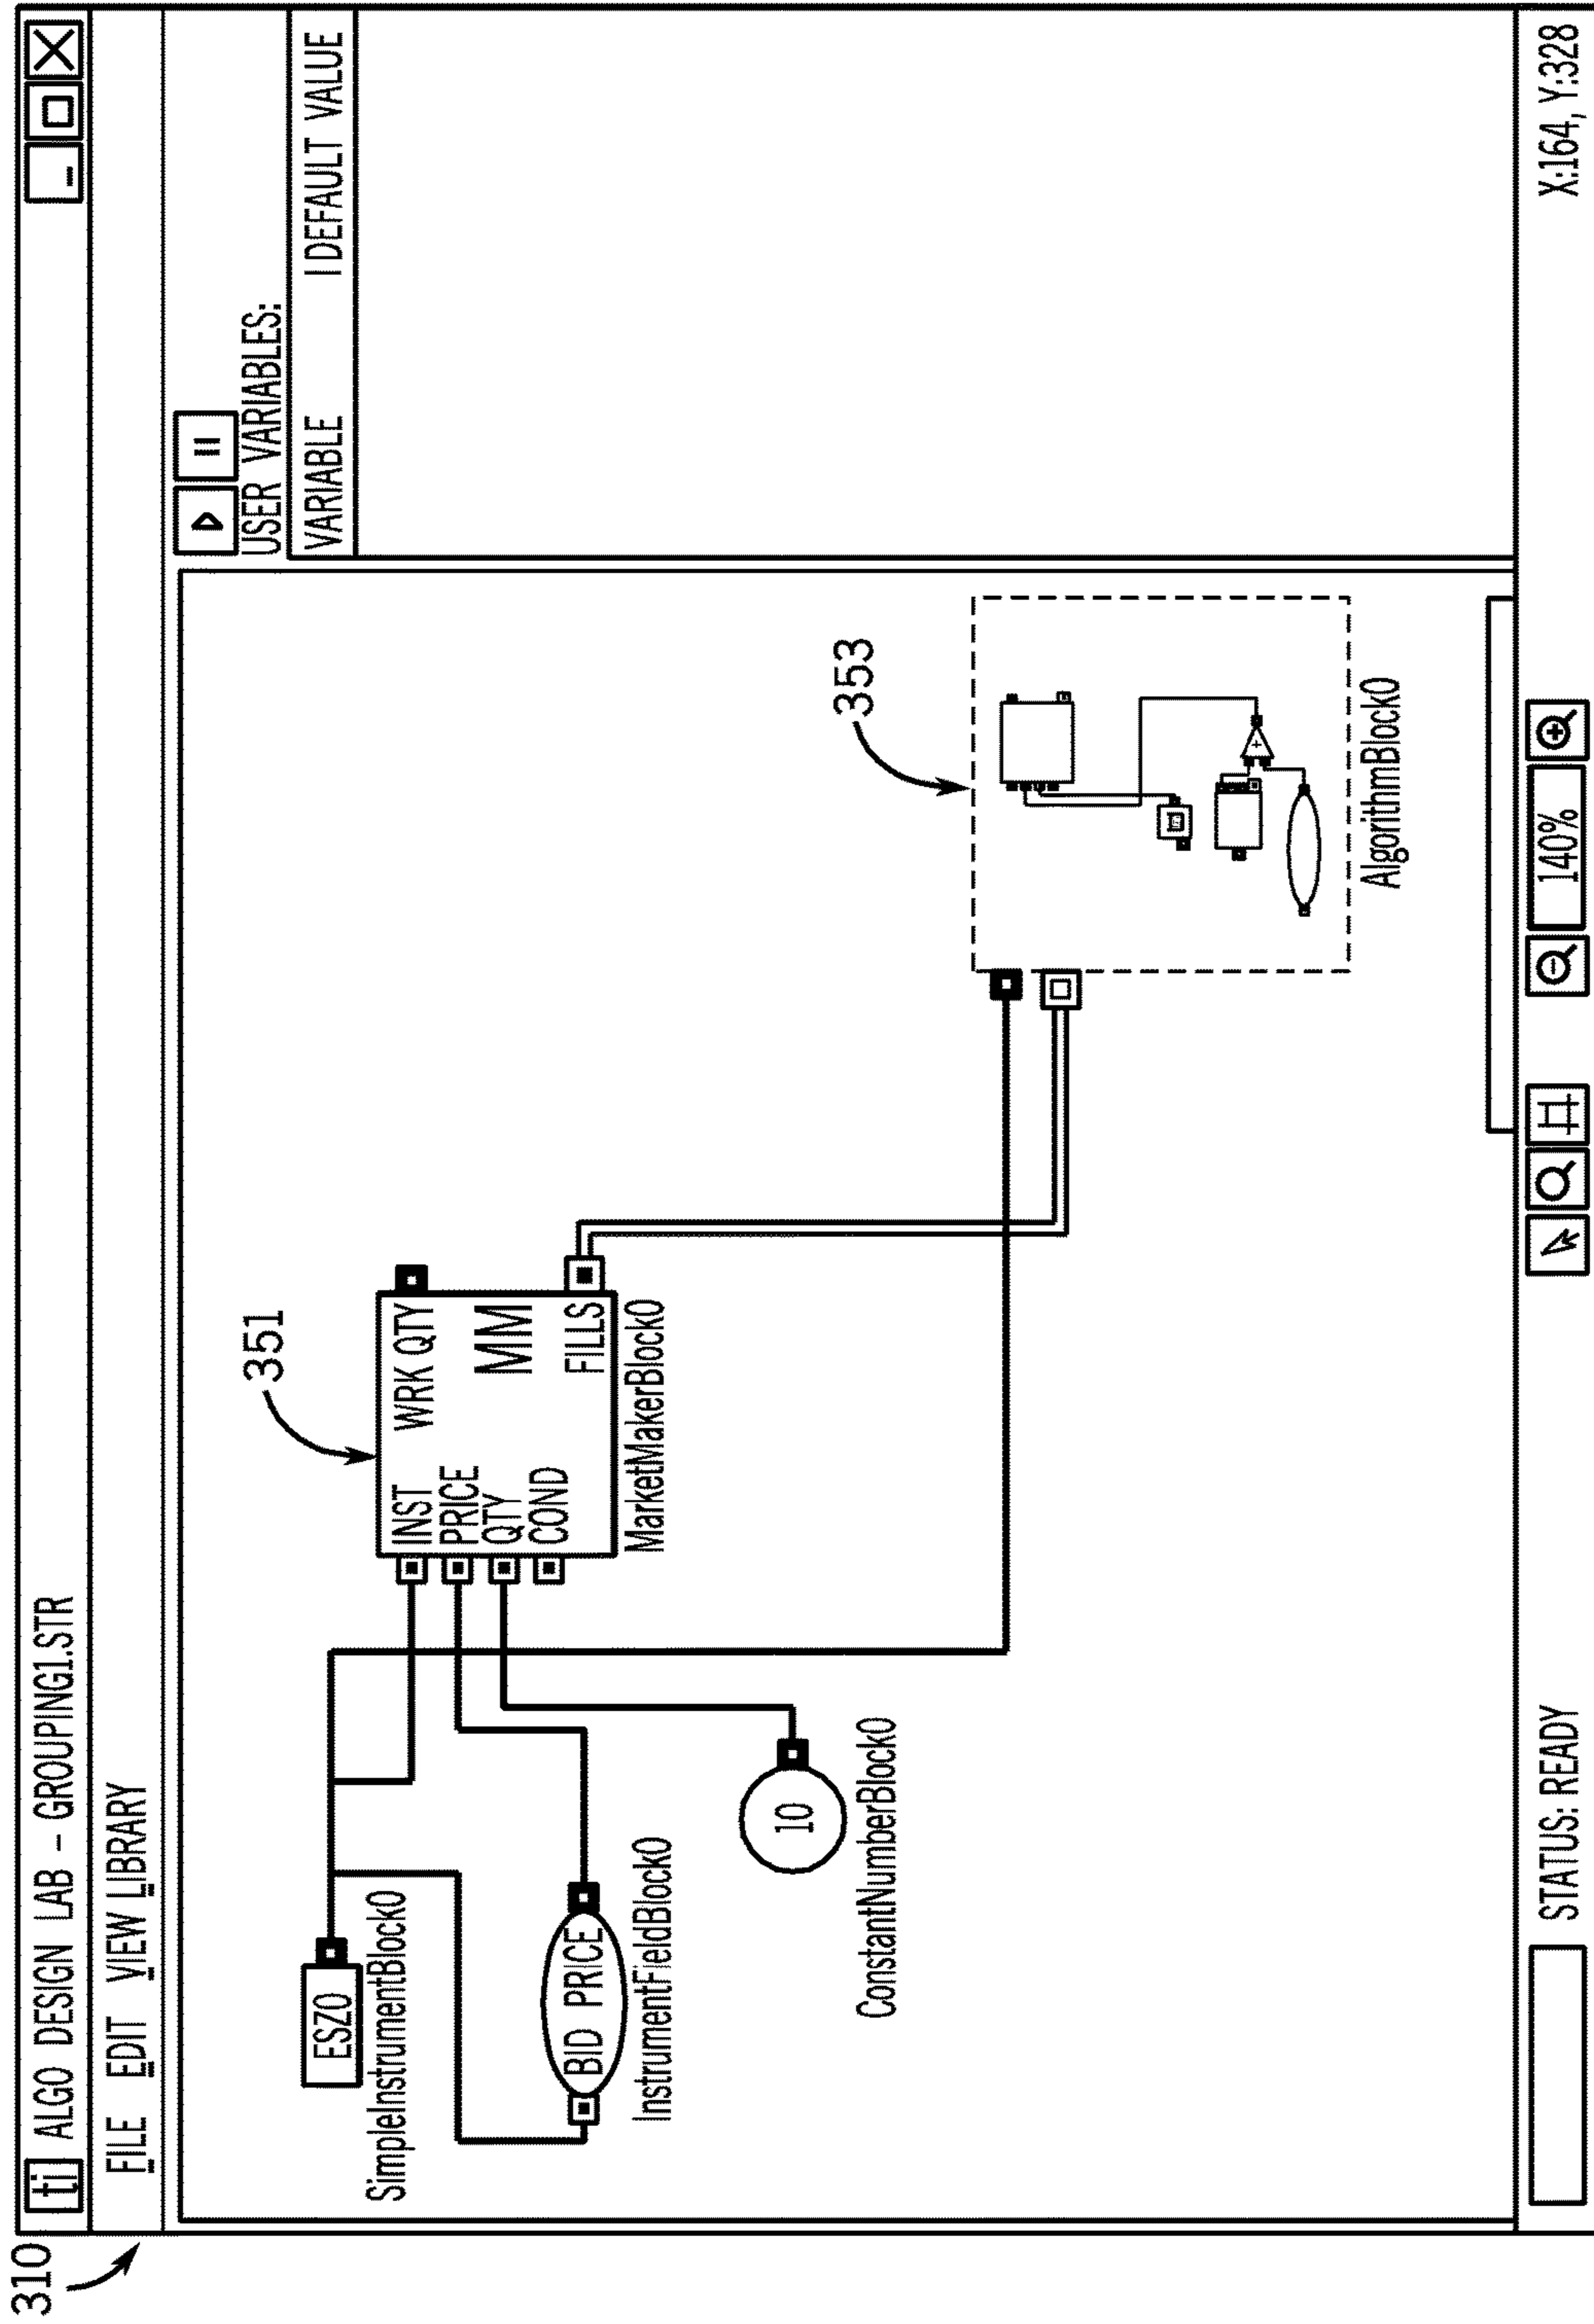 310
ti ALGO DESIGN LAB – GROUPING1.STR
FILE EDIT VIEW LIBRARY
USER VARIABLES:
VARIABLE | DEFAULT VALUE
ESZ0
SimpleInstrumentBlock0
BID PRICE
InstrumentFieldBlock0
10
ConstantNumberBlock0
351
INST WRK QTY
PRICE
QTY MM
COND FILLS
MarketMakerBlock0
353
AlgorithmBlock0
STATUS: READY
140%
X:164, Y:328